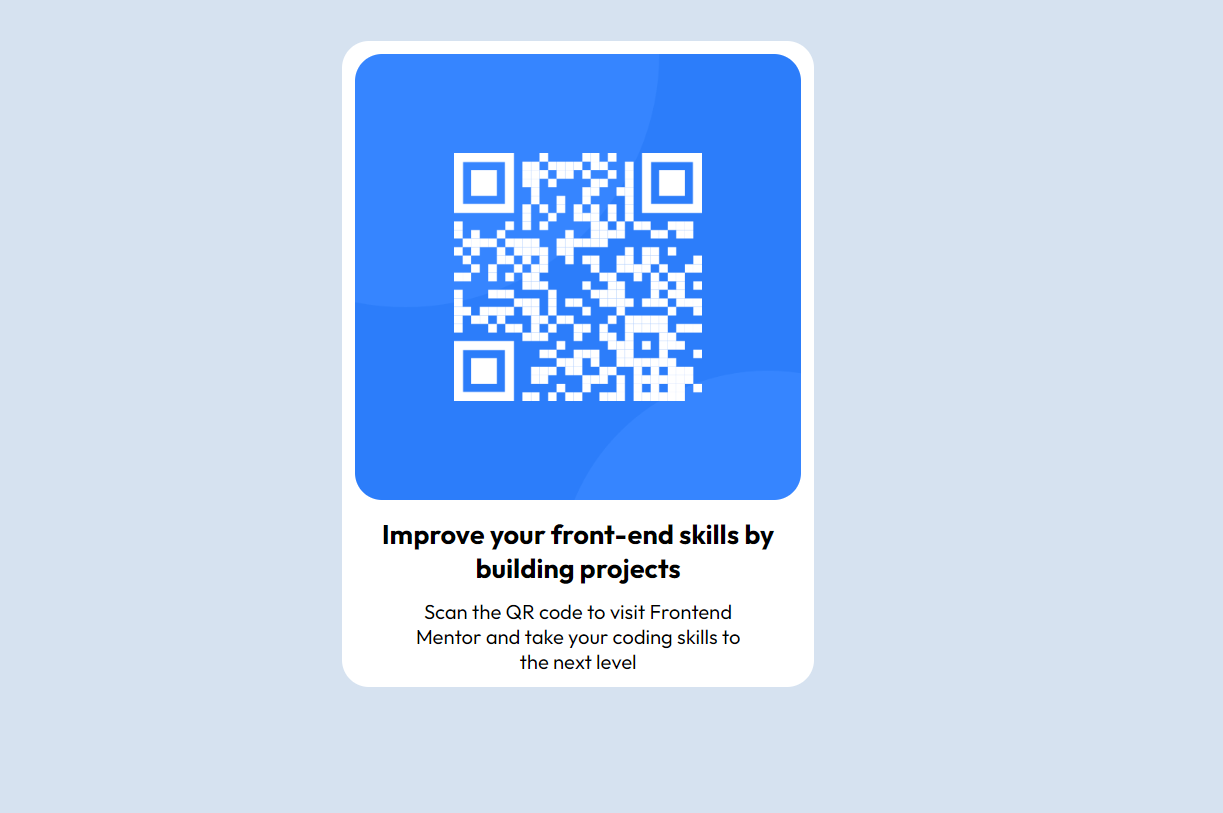 Improve your front-end skills by
building projects
Scan the QR code to visit Frontend
Mentor and take your coding skills to
the next level